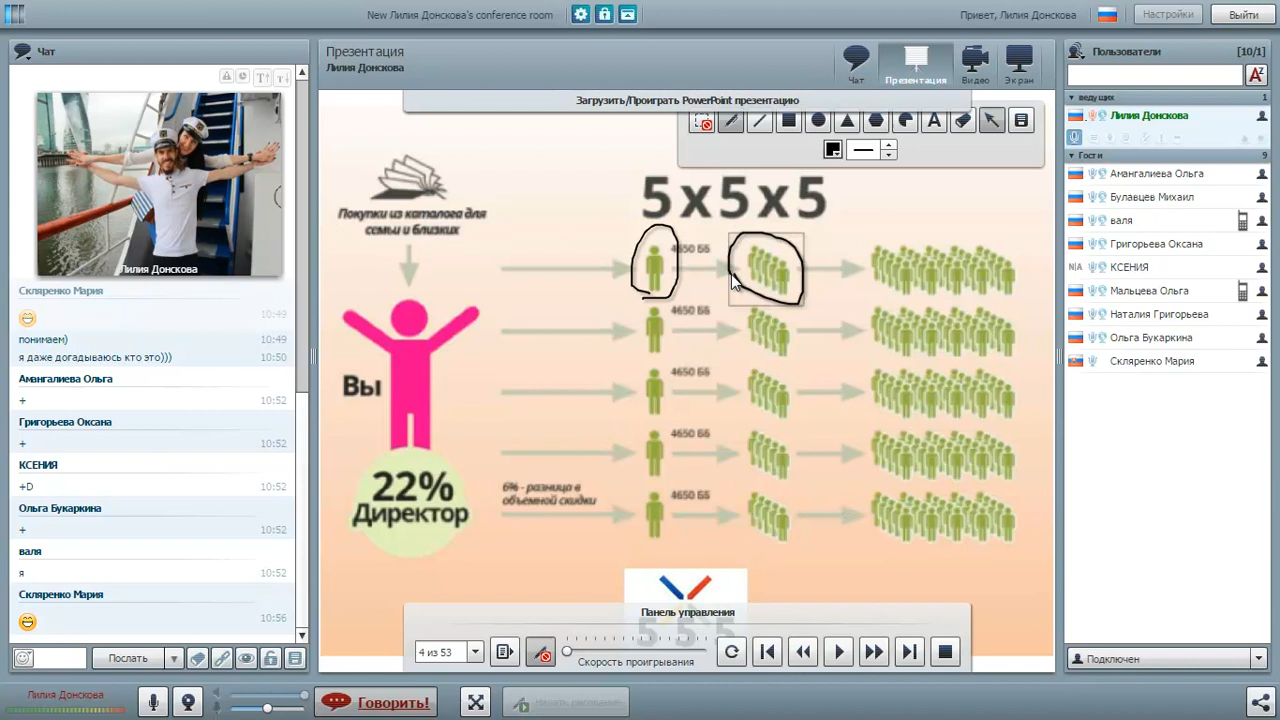 New Лилия Донскова's conference room
Привет, Лилия Донскова
Настройки
Выйти
Чат
Лилия Донскова
Скляренко Мария
10:49
понимаем)
10:49
я даже догадываюсь кто это)))
10:50
Амангалиева Ольга
+
10:52
Григорьева Оксана
+
10:52
КСЕНИЯ
+D
10:52
Ольга Букаркина
+
10:52
валя
я
10:52
Скляренко Мария
10:56
Послать
Презентация
Лилия Донскова
Чат
Презентация
Видео
Экран
Загрузить/Проиграть PowerPoint презентацию
Покупки из каталога для
семьи и близких
5x5x5
4650 ББ
4650 ББ
4650 ББ
4650 ББ
4650 ББ
Вы
22%
Директор
6% - разница в
объемной скидки
5 5 5
Панель управления
4 из 53
Скорость проигрывания
Пользователи
[10/1]
AZ
ведущих
1
Лилия Донскова
Гости
9
Амангалиева Ольга
Булавцев Михаил
валя
Григорьева Оксана
N/A КСЕНИЯ
Мальцева Ольга
Наталия Григорьева
Ольга Букаркина
Скляренко Мария
Подключен
Лилия Донскова
Говорить!
Начать рисование